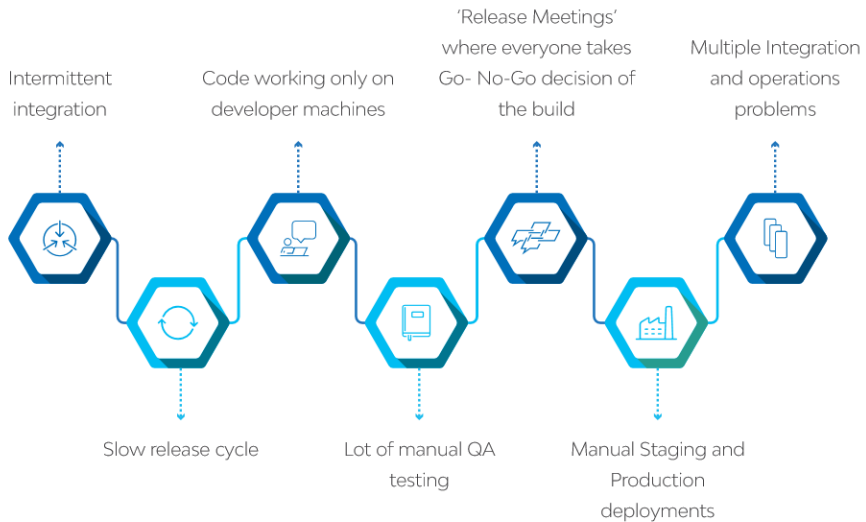 Intermittent
integration
Slow release cycle
Code working only on
developer machines
Lot of manual QA
testing
‘Release Meetings’
where everyone takes
Go- No-Go decision of
the build
Manual Staging and
Production
deployments
Multiple Integration
and operations
problems